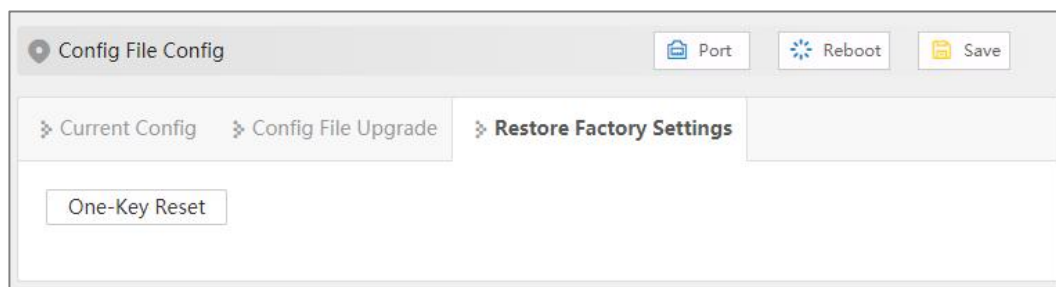 Config File Config Port Reboot Save
Current Config Config File Upgrade Restore Factory Settings
One-Key Reset